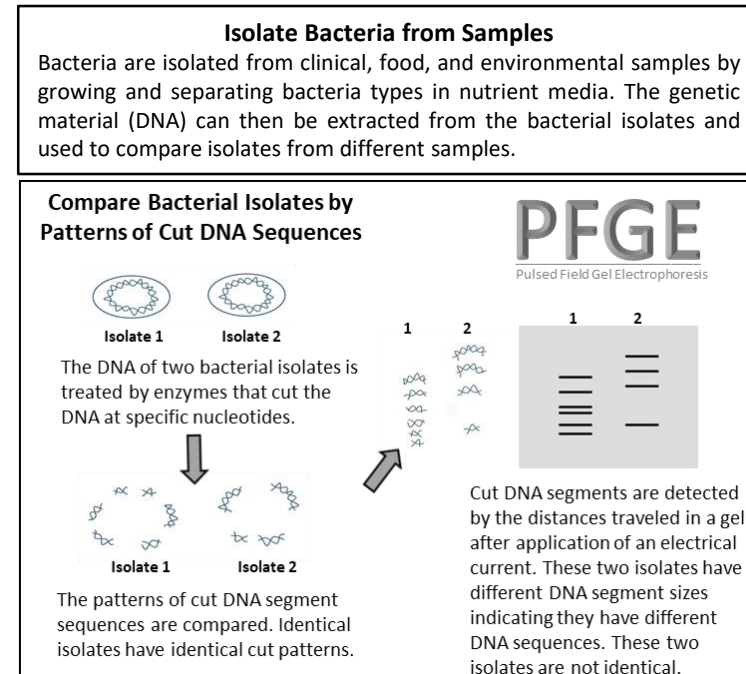 Isolate Bacteria from Samples
Bacteria are isolated from clinical, food, and environmental samples by
growing and separating bacteria types in nutrient media. The genetic
material (DNA) can then be extracted from the bacterial isolates and
used to compare isolates from different samples.
Compare Bacterial Isolates by
Patterns of Cut DNA Sequences
Isolate 1
Isolate 2
The DNA of two bacterial isolates is
treated by enzymes that cut the
DNA at specific nucleotides.
Isolate 1
Isolate 2
The patterns of cut DNA segment
sequences are compared. Identical
isolates have identical cut patterns.
PFGE
Pulsed Field Gel Electrophoresis
1
2
1
2
Cut DNA segments are detected
by the distances traveled in a gel
after application of an electrical
current. These two isolates have
different DNA segment sizes
indicating they have different
DNA sequences. These two
isolates are not identical.